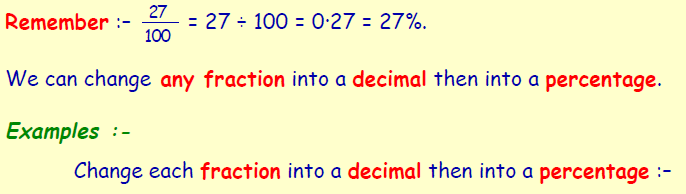 Remember :- 27/100 = 27 ÷ 100 = 0·27 = 27%.
We can change any fraction into a decimal then into a percentage.
Examples :-
Change each fraction into a decimal then into a percentage :-